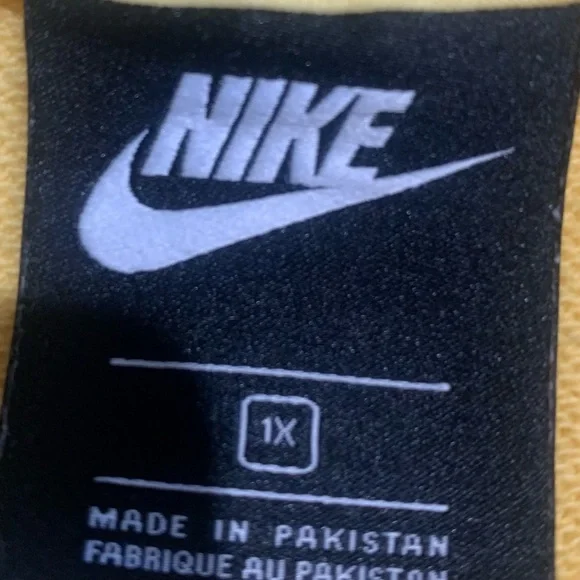 NIKE
1X
MADE IN PAKISTAN
FABRIQUE AU PAKISTAN